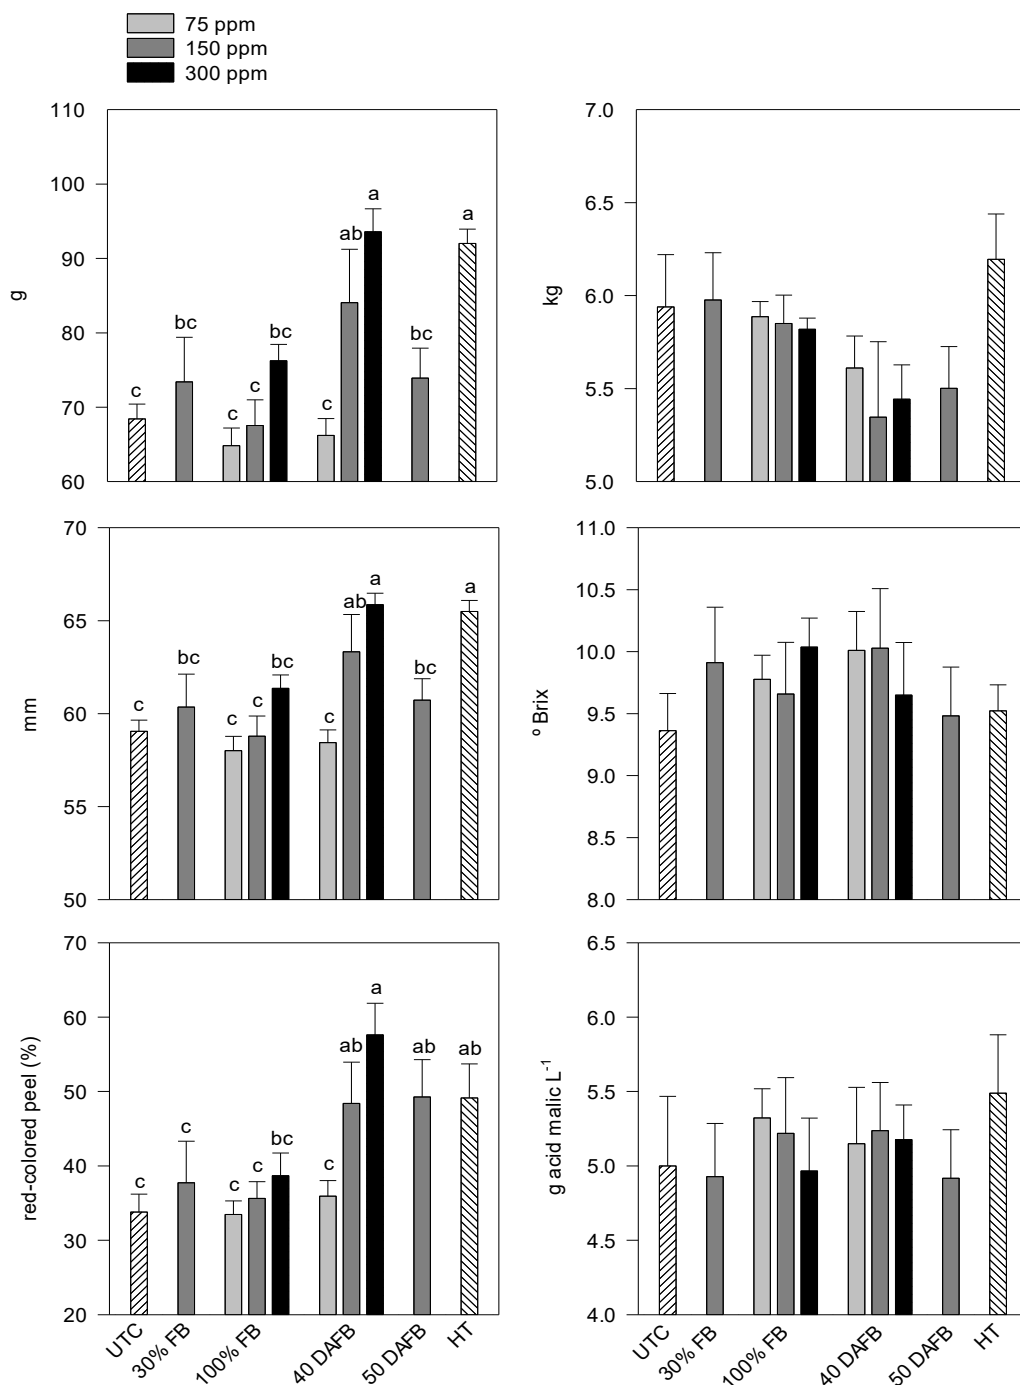 75 ppm
150 ppm
300 ppm
110
100
90
80
70
60
g
c
bc
c
c
bc
c
ab
a
bc
a
7.0
6.5
6.0
5.5
5.0
kg
70
65
60
55
50
mm
c
bc
c
c
bc
c
ab
a
bc
a
11.0
10.5
10.0
9.5
9.0
8.5
8.0
º Brix
70
60
50
40
30
20
red-colored peel (%)
c
c
c
c
bc
c
ab
a
ab
ab
UTC
30% FB
100% FB
40 DAFB
50 DAFB
HT
6.5
6.0
5.5
5.0
4.5
4.0
g acid malic L⁻¹
UTC
30% FB
100% FB
40 DAFB
50 DAFB
HT